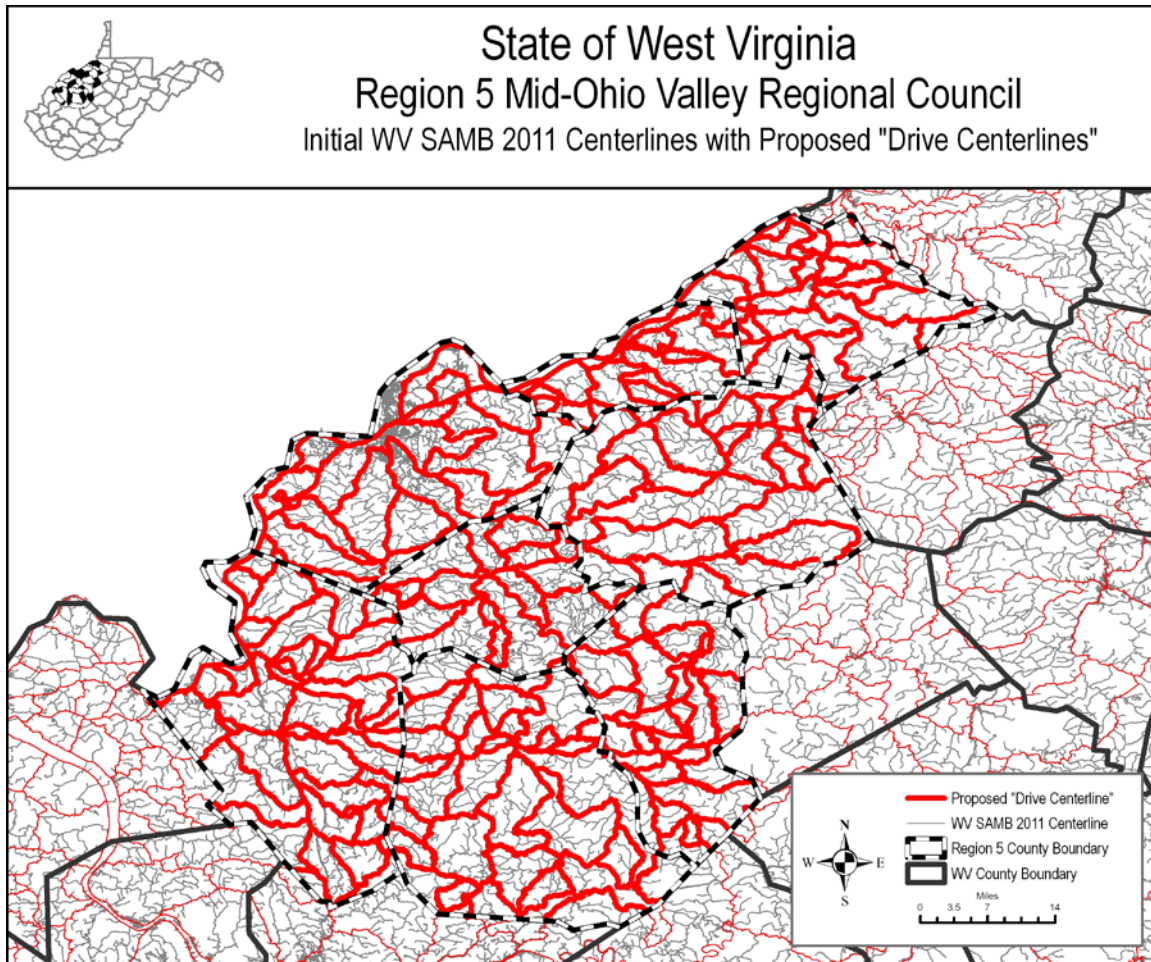 State of West Virginia
Region 5 Mid-Ohio Valley Regional Council
Initial WV SAMB 2011 Centerlines with Proposed "Drive Centerlines"
Proposed "Drive Centerline"
WV SAMB 2011 Centerline
Region 5 County Boundary
WV County Boundary
N
W E
S
Miles
0 3.5 7 14